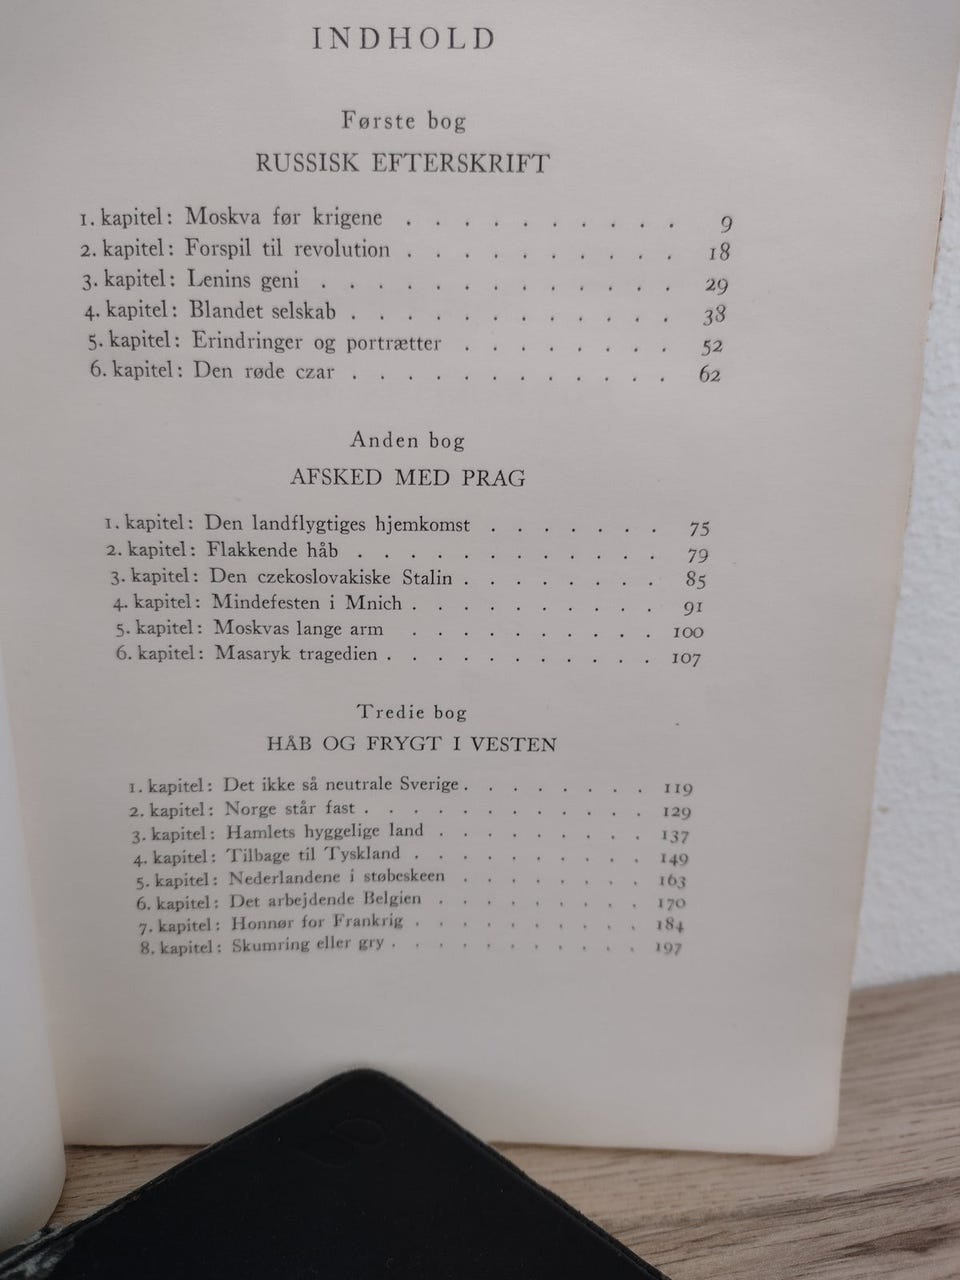 INDHOLD
Første bog
RUSSISK EFTERSKRIFT
1. kapitel: Moskva før krigene . . . . . . . . . . 9
2. kapitel: Forspil til revolution . . . . . . . . . . 18
3. kapitel: Lenins geni . . . . . . . . . . . . . 29
4. kapitel: Blandet selskab . . . . . . . . . . . . 38
5. kapitel: Erindringer og portrætter . . . . . . . . 52
6. kapitel: Den røde czar . . . . . . . . . . . . 62
Anden bog
AFSKED MED PRAG
1. kapitel: Den landflygtiges hjemkomst . . . . . . . 75
2. kapitel: Flakkende håb . . . . . . . . . . . . 79
3. kapitel: Den czekoslovakiske Stalin . . . . . . . . 85
4. kapitel: Mindefesten i Mnich . . . . . . . . . . 91
5. kapitel: Moskvas lange arm . . . . . . . . . . 100
6. kapitel: Masaryk tragedien . . . . . . . . . . . 107
Tredie bog
HÅB OG FRYGT I VESTEN
1. kapitel: Det ikke så neutrale Sverige . . . . . . . . 119
2. kapitel: Norge står fast . . . . . . . . . . . . 129
3. kapitel: Hamlets hyggelige land . . . . . . . . . 137
4. kapitel: Tilbage til Tyskland . . . . . . . . . . 149
5. kapitel: Nederlandene i støbeskeen . . . . . . . . 163
6. kapitel: Det arbejdende Belgien . . . . . . . . . 170
7. kapitel: Honnør for Frankrig . . . . . . . . . . 184
8. kapitel: Skumring eller gry . . . . . . . . . . . 197